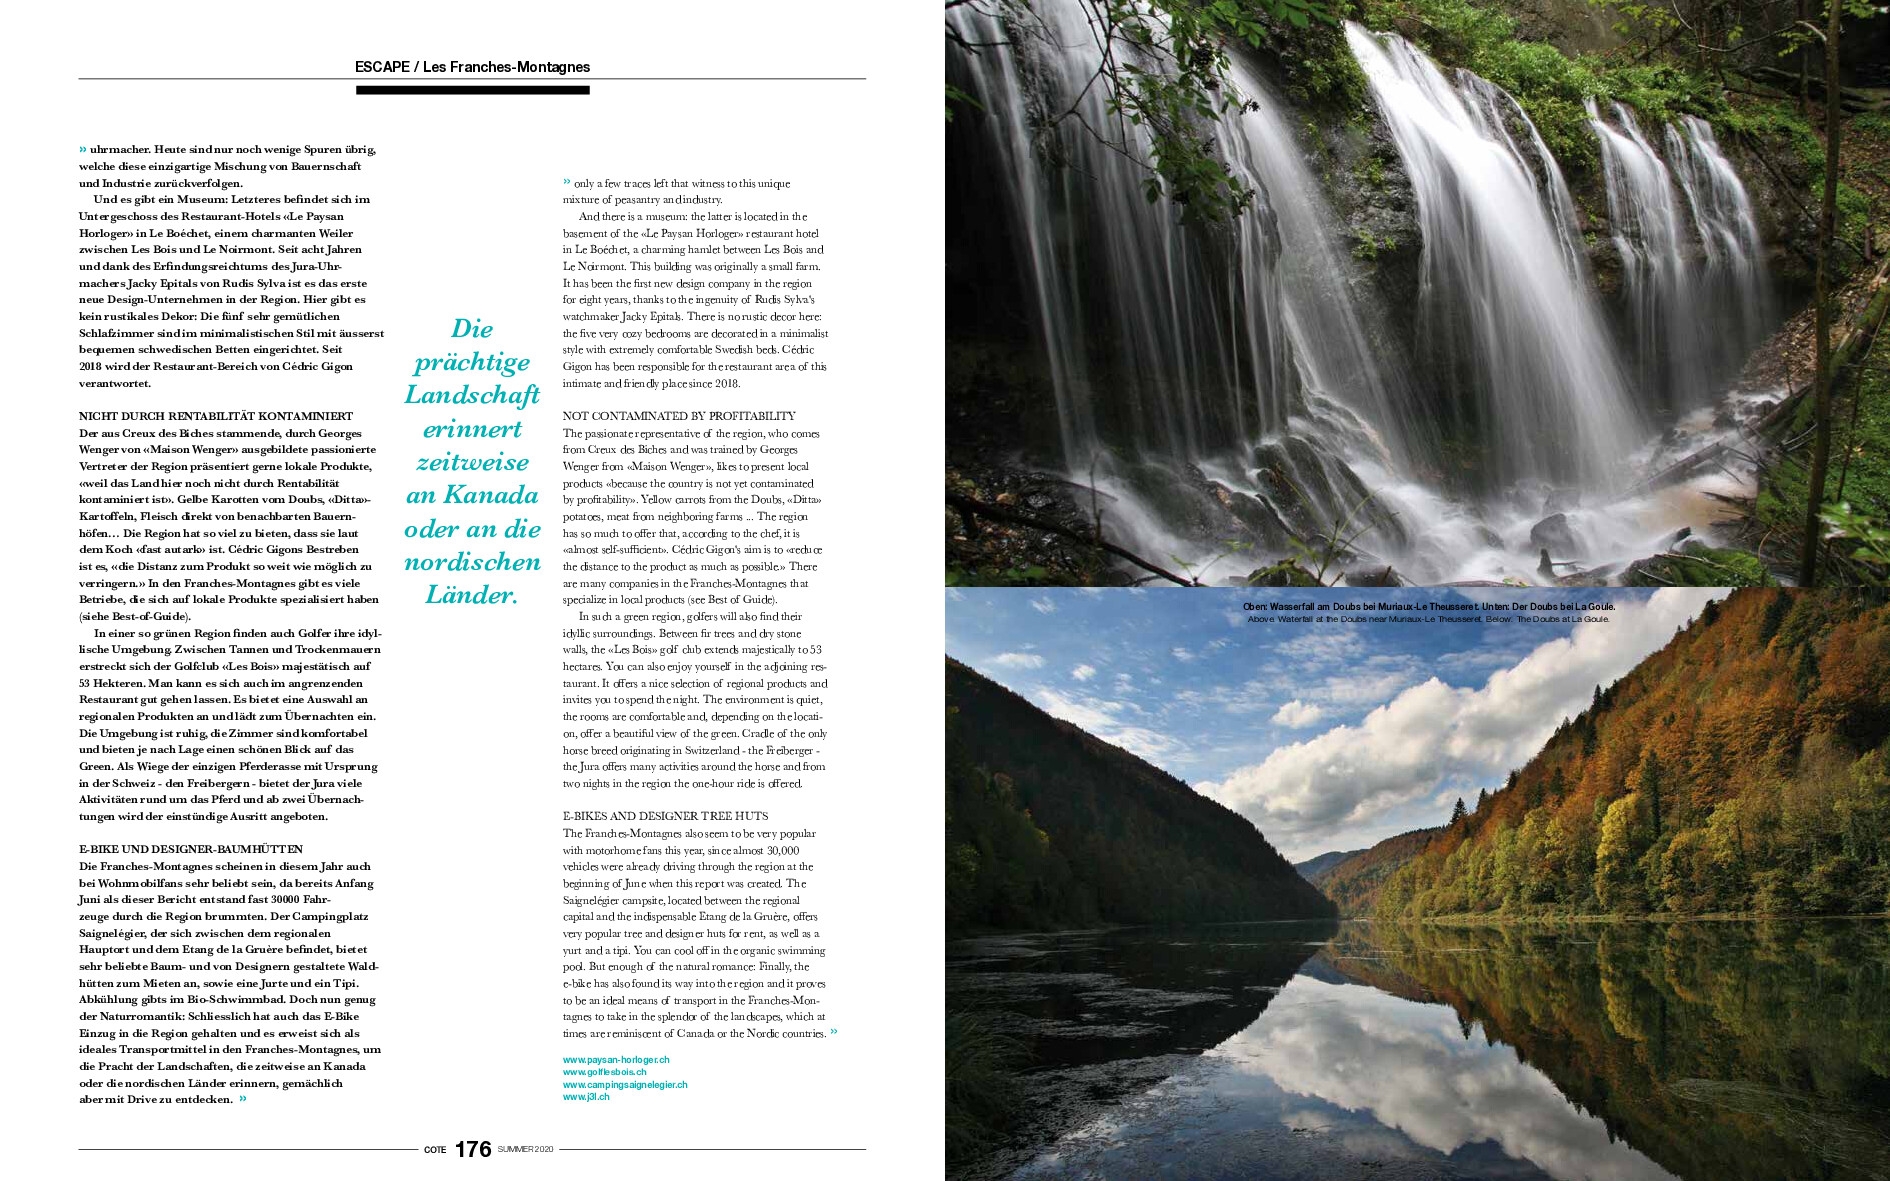 ESCAPE / Les Franches-Montagnes
» uhrmacher. Heute sind nur noch wenige Spuren übrig,
welche diese einzigartige Mischung von Bauernschaft
und Industrie zurückverfolgen.
Und es gibt ein Museum: Letzteres befindet sich im
Untergeschoss des Restaurant-Hotels «Le Paysan
Horloger» in Le Boéchet, einem charmanten Weiler
zwischen Les Bois und Le Noirmont. Seit acht Jahren
und dank des Erfindungsreichtums des Jura-Uhr-
machers Jacky Epitals von Rudis Sylva ist es das erste
neue Design-Unternehmen in der Region. Hier gibt es
kein rustikales Dekor: Die fünf sehr gemütlichen
Schlafzimmer sind im minimalistischen Stil mit äusserst
bequemen schwedischen Betten eingerichtet. Seit
2018 wird der Restaurant-Bereich von Cédric Gigon
verantwortet.
NICHT DURCH RENTABILITÄT KONTAMINIERT
Der aus Creux des Biches stammende, durch Georges
Wenger von «Maison Wenger» ausgebildete passionierte
Vertreter der Region präsentiert gerne lokale Produkte,
«weil das Land hier noch nicht durch Rentabilität
kontaminiert ist». Gelbe Karotten vom Doubs, «Ditta»-
Kartoffeln, Fleisch direkt von benachbarten Bauern-
höfen… Die Region hat so viel zu bieten, dass sie laut
dem Koch «fast autark» ist. Cédric Gigons Bestreben
ist es, «die Distanz zum Produkt so weit wie möglich zu
verringern.» In den Franches-Montagnes gibt es viele
Betriebe, die sich auf lokale Produkte spezialisiert haben
(siehe Best-of-Guide).
In einer so grünen Region finden auch Golfer ihre idyl-
lische Umgebung. Zwischen Tannen und Trockenmauern
erstreckt sich der Golfclub «Les Bois» majestätisch auf
53 Hekteren. Man kann es sich auch im angrenzenden
Restaurant gut gehen lassen. Es bietet eine Auswahl an
regionalen Produkten an und lädt zum Übernachten ein.
Die Umgebung ist ruhig, die Zimmer sind komfortabel
und bieten je nach Lage einen schönen Blick auf das
Green. Als Wiege der einzigen Pferderasse mit Ursprung
in der Schweiz - den Freibergern - bietet der Jura viele
Aktivitäten rund um das Pferd und ab zwei Übernach-
tungen wird der einstündige Ausritt angeboten.
E-BIKE UND DESIGNER-BAUMHÜTTEN
Die Franches-Montagnes scheinen in diesem Jahr auch
bei Wohnmobilfans sehr beliebt sein, da bereits Anfang
Juni als dieser Bericht entstand fast 30000 Fahr-
zeuge durch die Region brummten. Der Campingplatz
Saignelégier, der sich zwischen dem regionalen
Hauptort und dem Etang de la Gruère befindet, bietet
sehr beliebte Baum- und von Designern gestaltete Wald-
hütten zum Mieten an, sowie eine Jurte und ein Tipi.
Abkühlung gibts im Bio-Schwimmbad. Doch nun genug
der Naturromantik: Schliesslich hat auch das E-Bike
Einzug in die Region gehalten und es erweist sich als
ideales Transportmittel in den Franches-Montagnes, um
die Pracht der Landschaften, die zeitweise an Kanada
oder die nordischen Länder erinnern, gemächlich
aber mit Drive zu entdecken. »
Die
prächtige
Landschaft
erinnert
zeitweise
an Kanada
oder an die
nordischen
Länder.
» only a few traces left that witness to this unique
mixture of peasantry and industry.
And there is a museum: the latter is located in the
basement of the «Le Paysan Horloger» restaurant hotel
in Le Boéchet, a charming hamlet between Les Bois and
Le Noirmont. This building was originally a small farm.
It has been the first new design company in the region
for eight years, thanks to the ingenuity of Rudis Sylva's
watchmaker Jacky Epitals. There is no rustic decor here:
the five very cozy bedrooms are decorated in a minimalist
style with extremely comfortable Swedish beds. Cédric
Gigon has been responsible for the restaurant area of this
intimate and friendly place since 2018.
NOT CONTAMINATED BY PROFITABILITY
The passionate representative of the region, who comes
from Creux des Biches and was trained by Georges
Wenger from «Maison Wenger», likes to present local
products «because the country is not yet contaminated
by profitability». Yellow carrots from the Doubs, «Ditta»
potatoes, meat from neighboring farms ... The region
has so much to offer that, according to the chef, it is
«almost self-sufficient». Cédric Gigon's aim is to «reduce
the distance to the product as much as possible.» There
are many companies in the Franches-Montagnes that
specialize in local products (see Best of Guide).
In such a green region, golfers will also find their
idyllic surroundings. Between fir trees and dry stone
walls, the «Les Bois» golf club extends majestically to 53
hectares. You can also enjoy yourself in the adjoining res-
taurant. It offers a nice selection of regional products and
invites you to spend the night. The environment is quiet,
the rooms are comfortable and, depending on the locati-
on, offer a beautiful view of the green. Cradle of the only
horse breed originating in Switzerland - the Freiberger -
the Jura offers many activities around the horse and from
two nights in the region the one-hour ride is offered.
E-BIKES AND DESIGNER TREE HUTS
The Franches-Montagnes also seem to be very popular
with motorhome fans this year, since almost 30,000
vehicles were already driving through the region at the
beginning of June when this report was created. The
Saignelégier campsite, located between the regional
capital and the indispensable Etang de la Gruère, offers
very popular tree and designer huts for rent, as well as a
yurt and a tipi. You can cool off in the organic swimming
pool. But enough of the natural romance: Finally, the
e-bike has also found its way into the region and it proves
to be an ideal means of transport in the Franches-Mon-
tagnes to take in the splendor of the landscapes, which at
times are reminiscent of Canada or the Nordic countries. »
www.paysan-horloger.ch
www.golflesbois.ch
www.campingsaignelegier.ch
www.j3l.ch
COTE 176 SUMMER 2020
Oben: Wasserfall am Doubs bei Muriaux-Le Theusseret. Unten: Der Doubs bei La Goule.
Above: Waterfall at the Doubs near Muriaux-Le Theusseret. Below: The Doubs at La Goule.